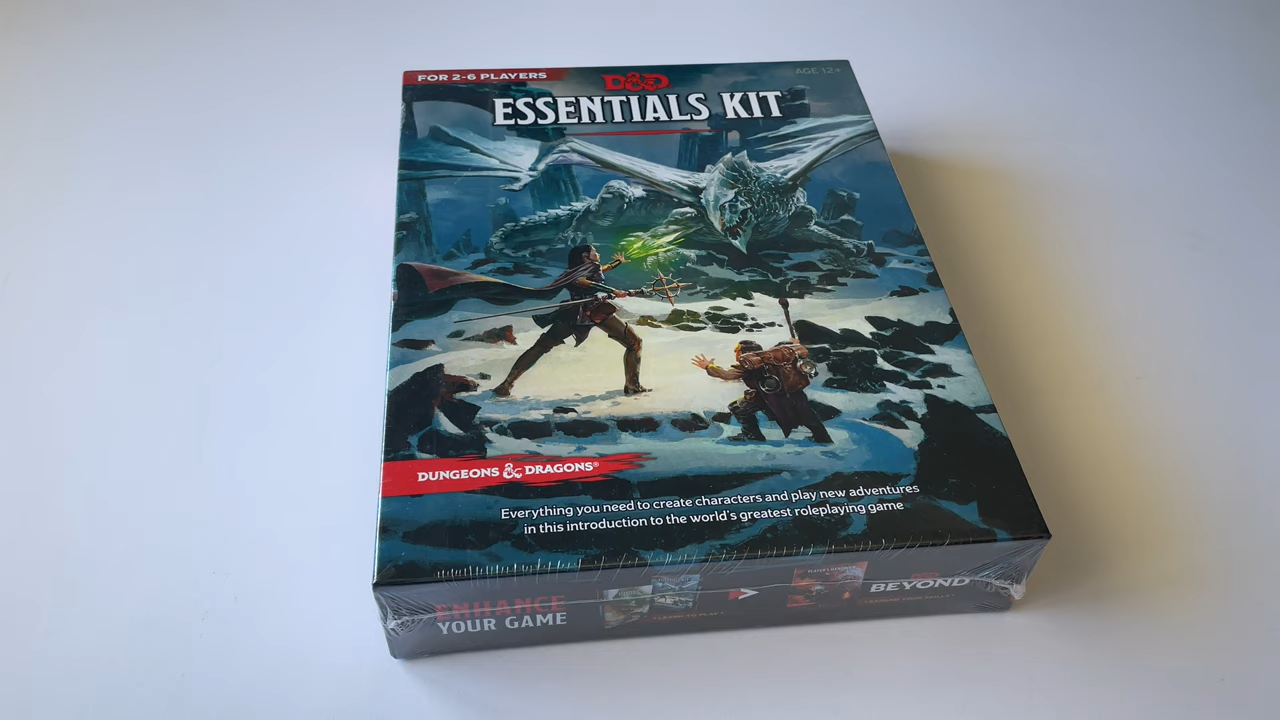 FOR 2-6 PLAYERS
D&D
AGE 12+
ESSENTIALS KIT
DUNGEONS & DRAGONS®
Everything you need to create characters and play new adventures
in this introduction to the world's greatest roleplaying game
ENHANCE
YOUR GAME
BEYOND